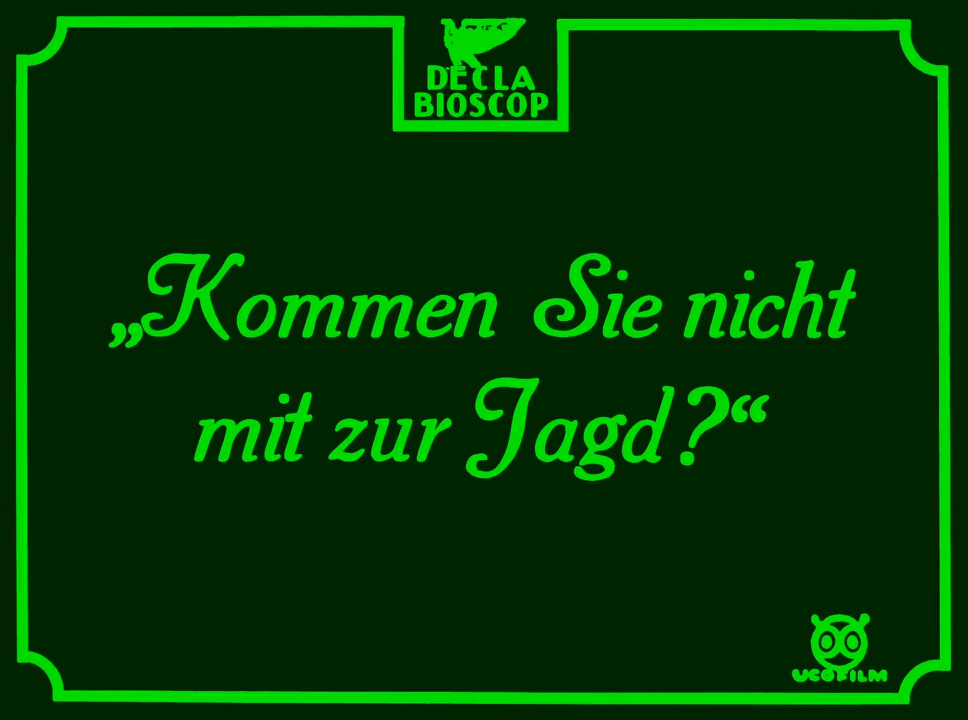 DECLA
BIOSCOP
„Kommen Sie nicht
mit zur Jagd?“
UCOFILM